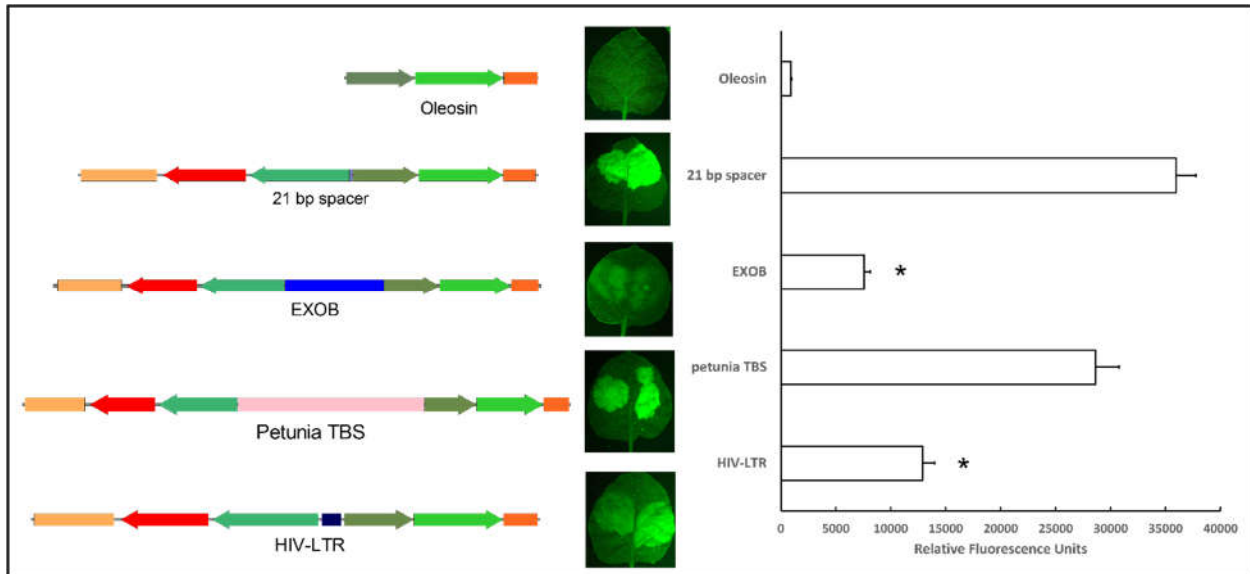 Oleosin
21 bp spacer
EXOB
Petunia TBS
HIV-LTR
Oleosin
21 bp spacer
EXOB
*
petunia TBS
HIV-LTR
*
0 5000 10000 15000 20000 25000 30000 35000 40000
Relative Fluorescence Units